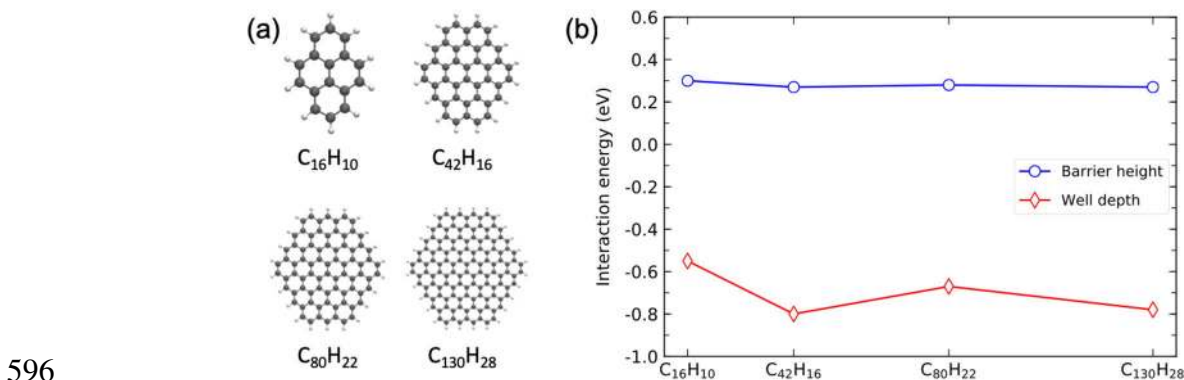 (a)
C₁₆H₁₀
C₄₂H₁₆
C₈₀H₂₂
C₁₃₀H₂₈
(b)
Interaction energy (eV)
0.6
0.4
0.2
0.0
-0.2
-0.4
-0.6
-0.8
-1.0
Barrier height
Well depth
C₁₆H₁₀
C₄₂H₁₆
C₈₀H₂₂
C₁₃₀H₂₈
596